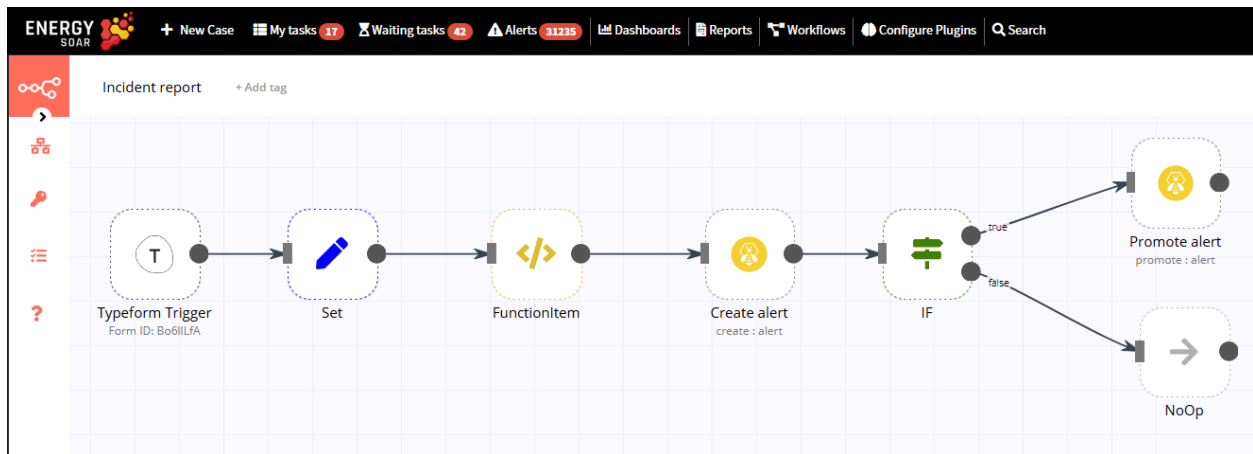 ENERGY
SOAR
+ New Case
My tasks 17
Waiting tasks 42
Alerts 31235
Dashboards
Reports
Workflows
Configure Plugins
Search
Incident report
+ Add tag
true
Promote alert
promote : alert
T
Typeform Trigger
Form ID: Bo6lILfA
Set
FunctionItem
Create alert
create : alert
IF
false
NoOp